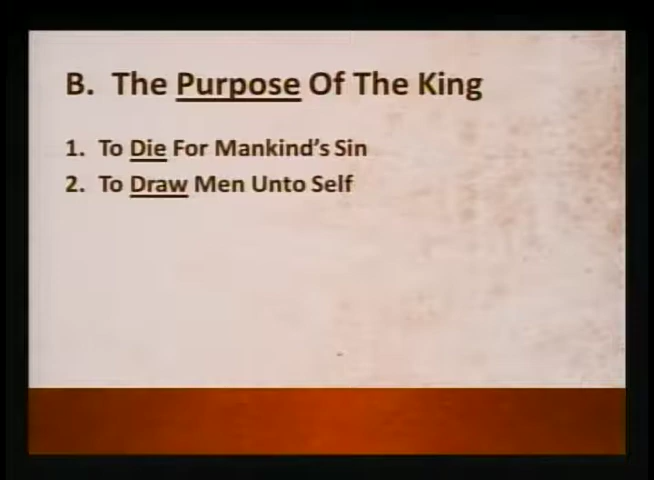 B. The Purpose Of The King
1. To Die For Mankind's Sin
2. To Draw Men Unto Self